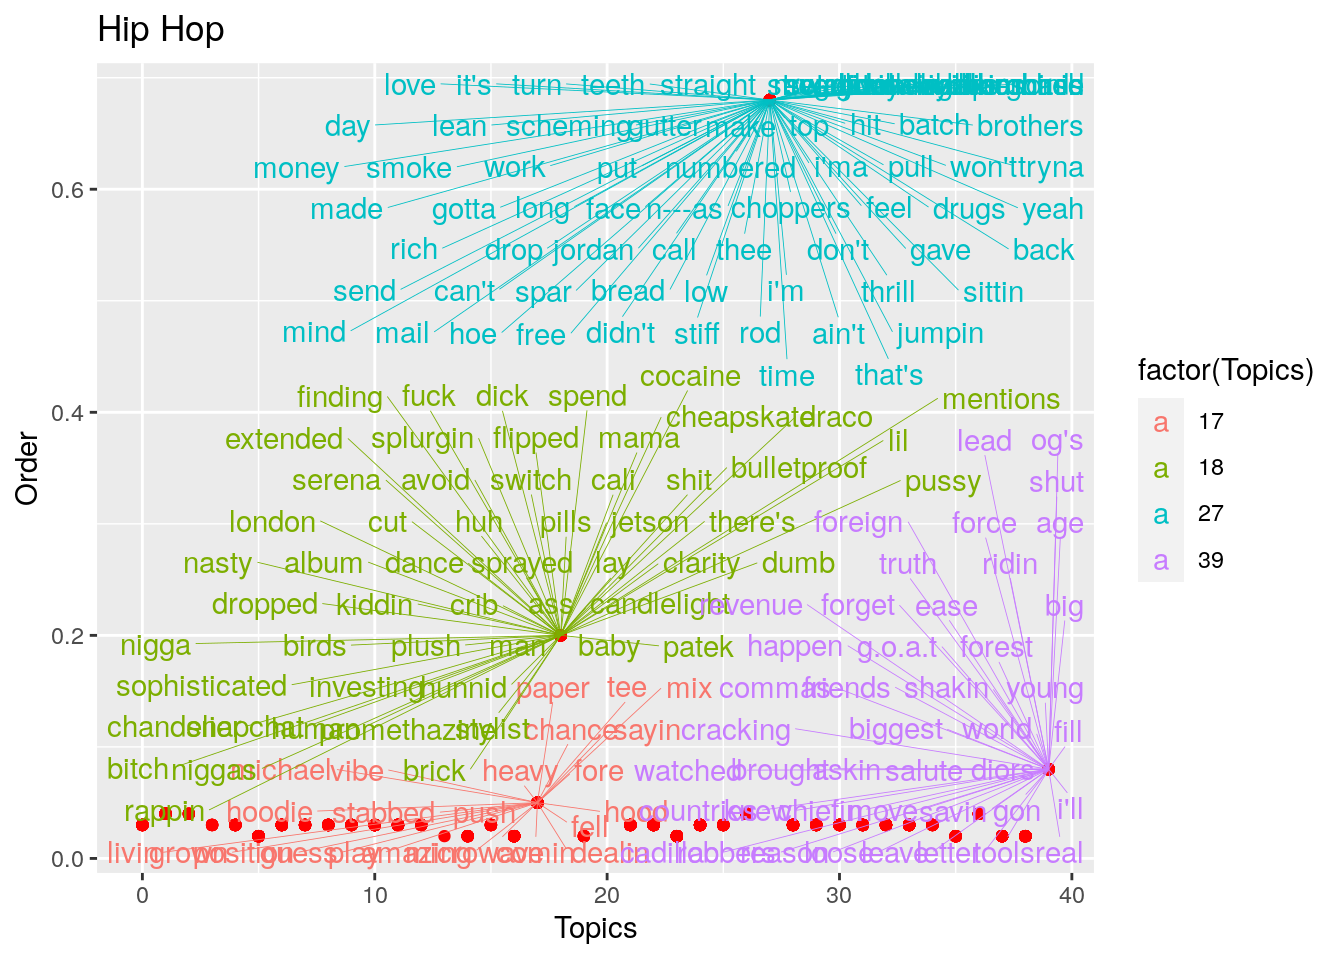 Hip Hop
love it's turn teeth straight
day lean scheming gutter make top hit batch brothers
0.6
money smoke work put numbered i'ma pull won't tryna
made gotta long face n---as choppers feel drugs yeah
rich drop jordan call thee don't gave back
send can't spar bread low i'm thrill sittin
mind mail hoe free didn't stiff rod ain't jumpin
cocaine time that's
finding fuck dick spend mentions
0.4
cheapskate draco
extended splurgin flipped mama lil lead og's
serena avoid switch cali shit bulletproof pussy shut
london cut huh pills jetson there's foreign force age
nasty album dance sprayed lay clarity dumb truth ridin
dropped kiddin crib ass candlelight revenue forget ease big
0.2
nigga birds plush man baby patek happen g.o.a.t forest
sophisticated investing hunnid paper tee mix commas friends shakin young
chandelier snapchat humano promethazine stylist chance sayin cracking biggest world fill
bitch niggas michael vibe brick heavy fore watched brought askin salute diors
rappin hoodie stabbed push hood countries chef move savin gon i'll
fell
0.0
living grown position guess play amazing microwave comin dealin cadillac robbers reason loose leave letter tools real
0 10 20 30 40
Topics
Order
factor(Topics)
a 17
a 18
a 27
a 39